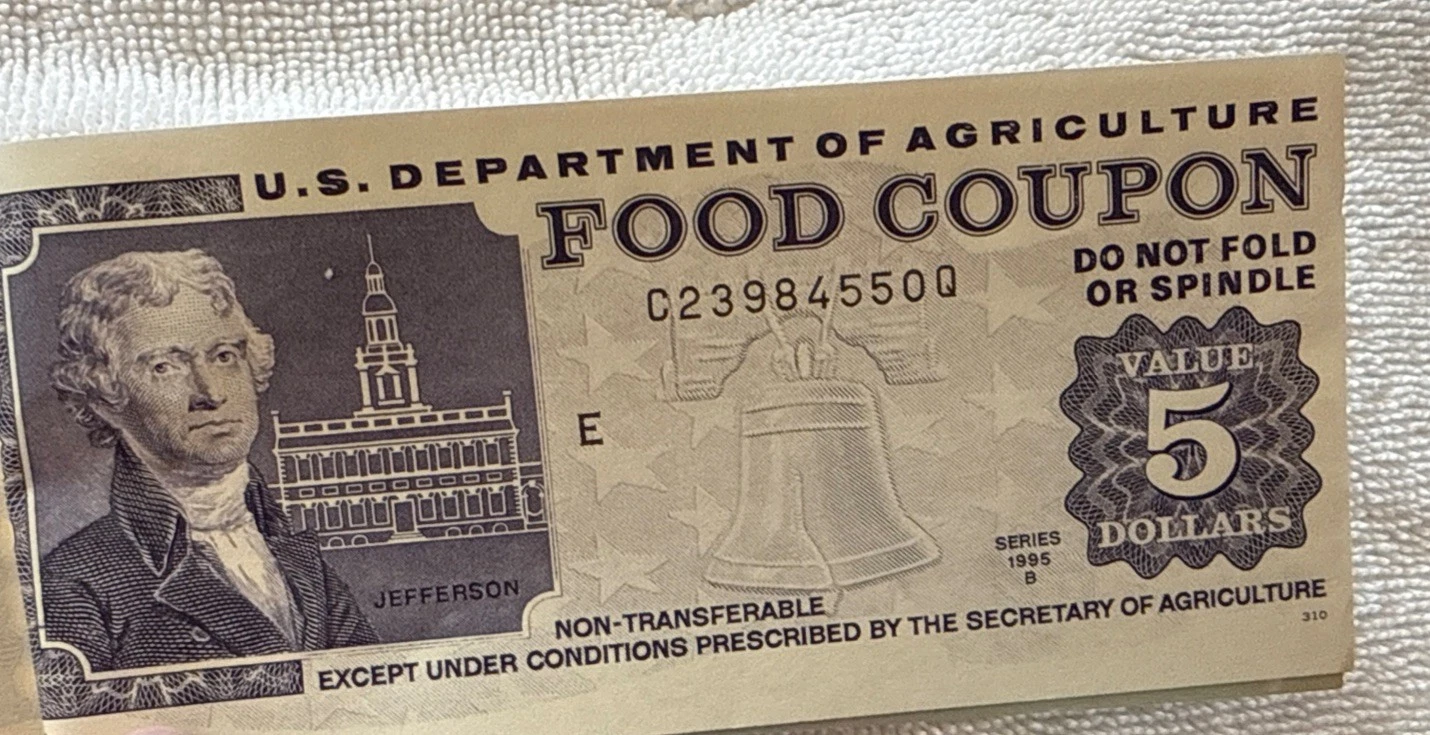 U.S. DEPARTMENT OF AGRICULTURE
FOOD COUPON
C23984550Q
DO NOT FOLD
OR SPINDLE
VALUE
5
DOLLARS
E
SERIES
1995
B
JEFFERSON
NON-TRANSFERABLE
EXCEPT UNDER CONDITIONS PRESCRIBED BY THE SECRETARY OF AGRICULTURE
310